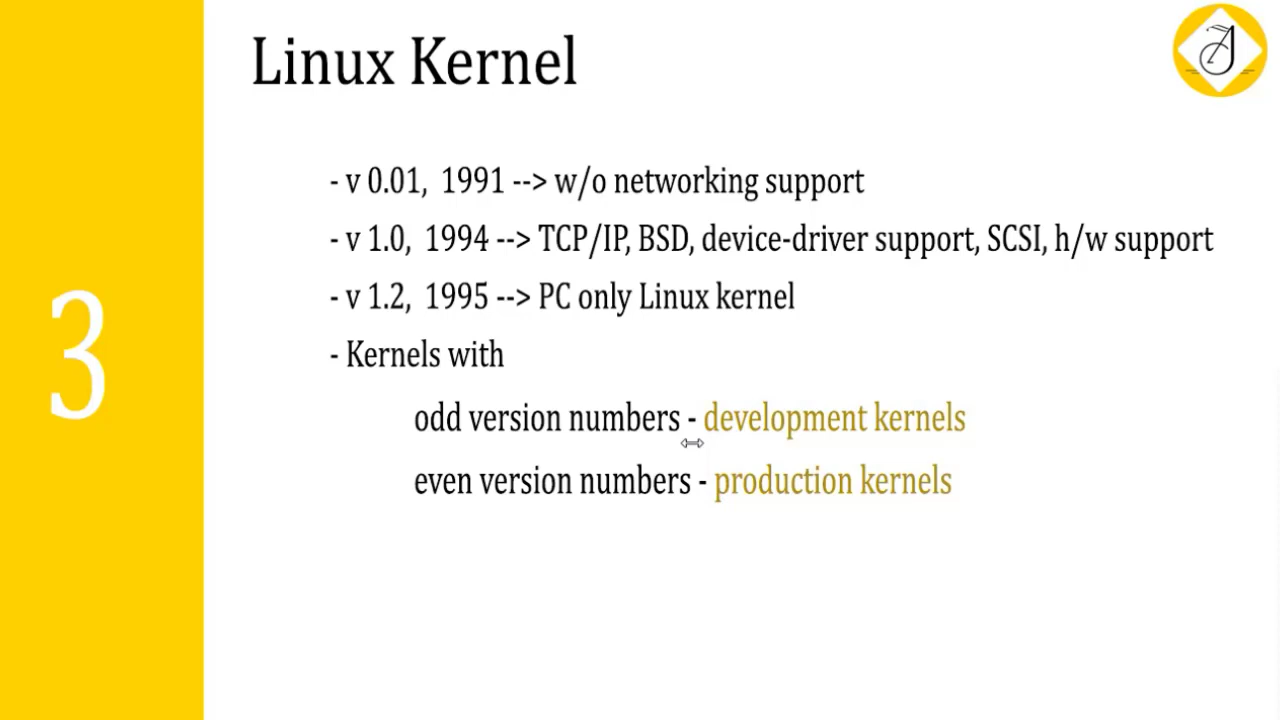 Linux Kernel
- v 0.01, 1991 --> w/o networking support
- v 1.0, 1994 --> TCP/IP, BSD, device-driver support, SCSI, h/w support
- v 1.2, 1995 --> PC only Linux kernel
- Kernels with
odd version numbers - development kernels
even version numbers - production kernels
3
A